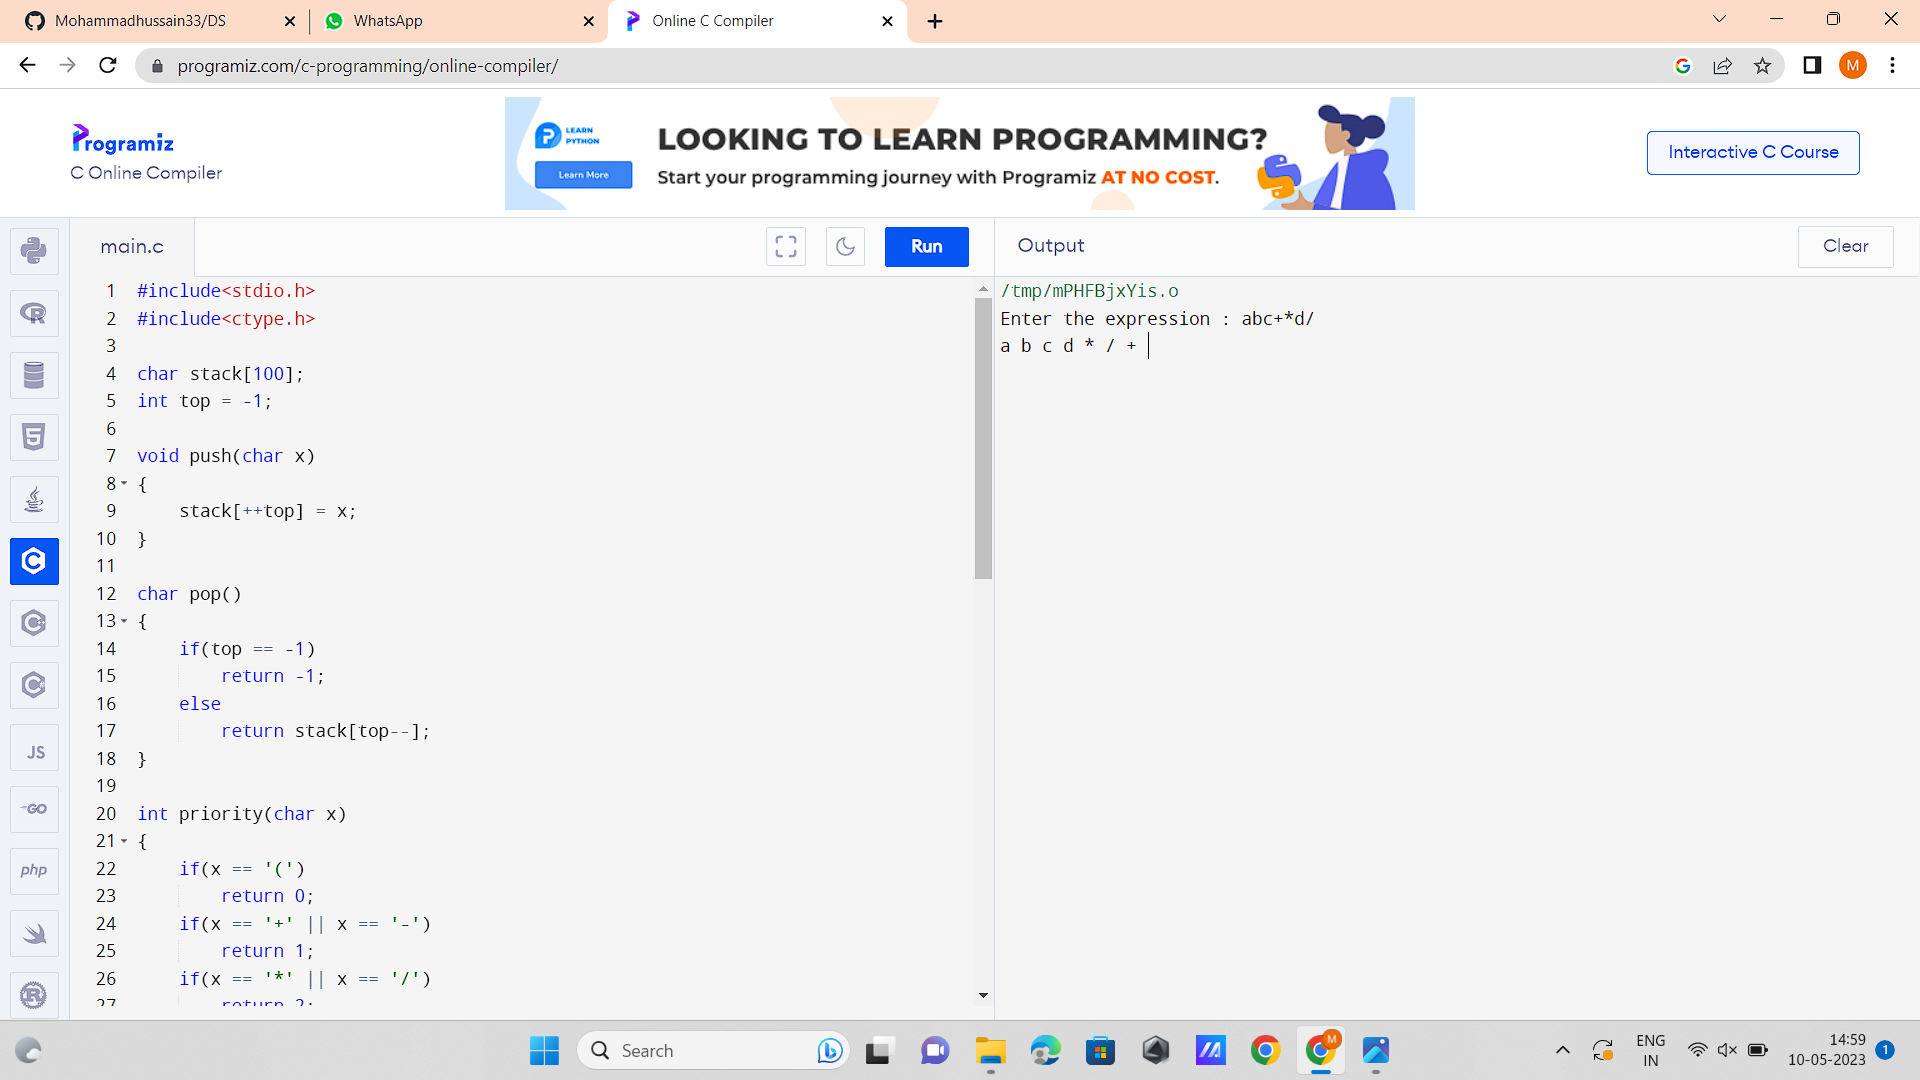 Mohammadhussain33/DS
WhatsApp
Online C Compiler
programiz.com/c-programming/online-compiler/
M
Programiz
C Online Compiler
LEARN
PYTHON
Learn More
LOOKING TO LEARN PROGRAMMING?
Start your programming journey with Programiz AT NO COST.
Interactive C Course
main.c
Run
Output
Clear
1 #include<stdio.h>
2 #include<ctype.h>
3
4 char stack[100];
5 int top = -1;
6
7 void push(char x)
8 {
9     stack[++top] = x;
10 }
11
12 char pop()
13 {
14     if(top == -1)
15         return -1;
16     else
17         return stack[top--];
18 }
19
20 int priority(char x)
21 {
22     if(x == '(')
23         return 0;
24     if(x == '+' || x == '-')
25         return 1;
26     if(x == '*' || x == '/')
27         return 2;
/tmp/mPHFBjxYis.o
Enter the expression : abc+*d/
a b c d * / +
JS
GO
php
Search
M
ENG
IN
14:59
10-05-2023
1